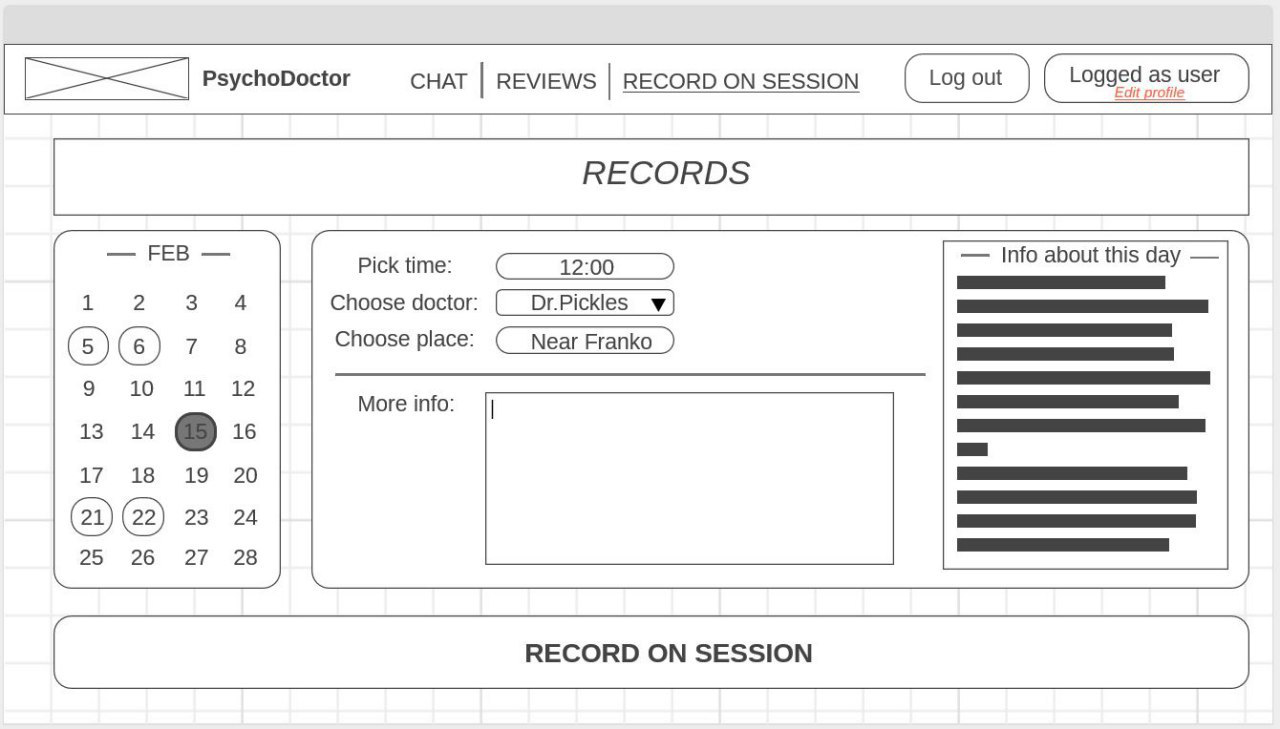 PsychoDoctor CHAT REVIEWS RECORD ON SESSION Log out Logged as user
Edit profile
RECORDS
FEB
1 2 3 4
5 6 7 8
9 10 11 12
13 14 15 16
17 18 19 20
21 22 23 24
25 26 27 28
Pick time: 12:00
Choose doctor: Dr.Pickles
Choose place: Near Franko
More info:
Info about this day
RECORD ON SESSION